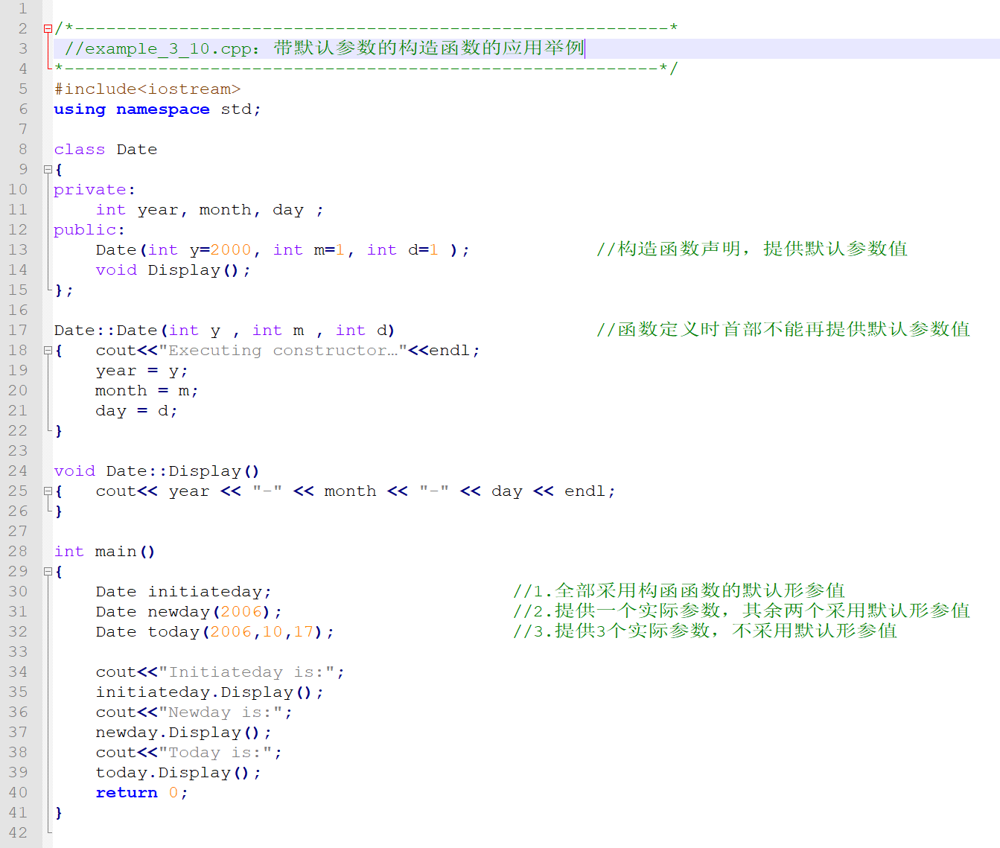 1
2 /*---------------------------------------------------------*
3 //example_3_10.cpp：带默认参数的构造函数的应用举例
4 *---------------------------------------------------------*/
5 #include<iostream>
6 using namespace std;
7
8 class Date
9 {
10 private:
11 int year, month, day ;
12 public:
13 Date(int y=2000, int m=1, int d=1 ); //构造函数声明，提供默认参数值
14 void Display();
15 };
16
17 Date::Date(int y , int m , int d) //函数定义时首部不能再提供默认参数值
18 { cout<<"Executing constructor…"<<endl;
19 year = y;
20 month = m;
21 day = d;
22 }
23
24 void Date::Display()
25 { cout<< year << "-" << month << "-" << day << endl;
26 }
27
28 int main()
29 {
30 Date initiateday; //1.全部采用构函函数的默认形参值
31 Date newday(2006); //2.提供一个实际参数，其余两个采用默认形参值
32 Date today(2006,10,17); //3.提供3个实际参数，不采用默认形参值
33
34 cout<<"Initiateday is:";
35 initiateday.Display();
36 cout<<"Newday is:";
37 newday.Display();
38 cout<<"Today is:";
39 today.Display();
40 return 0;
41 }
42